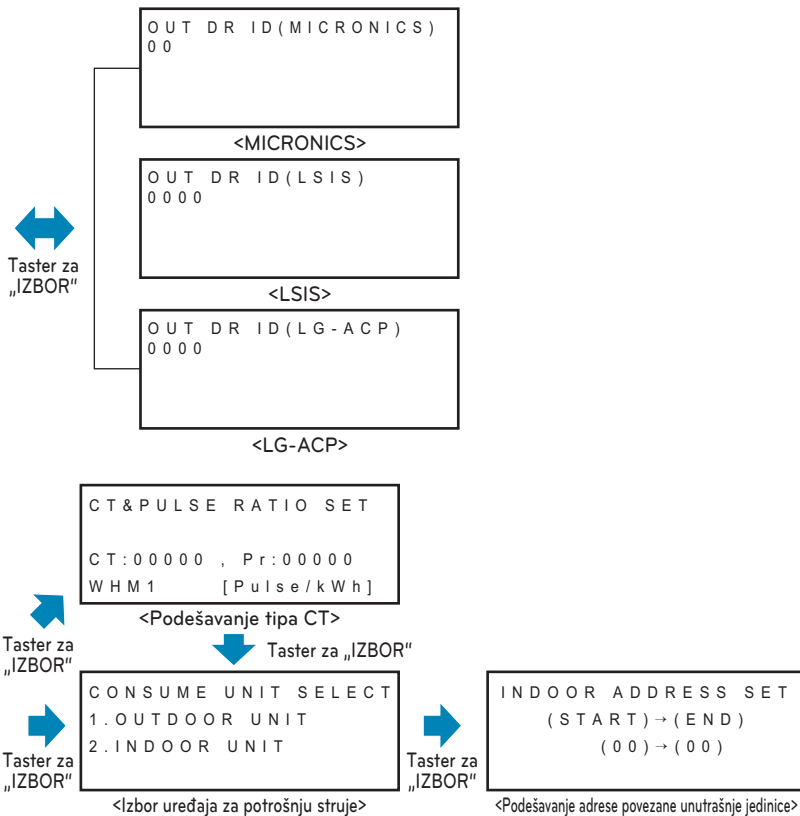 OUT DR ID(MICRONICS)
00
<MICRONICS>
OUT DR ID(LSIS)
0000
<LSIS>
Taster za
„IZBOR“
OUT DR ID(LG-ACP)
0000
<LG-ACP>
CT&PULSE RATIO SET
CT:00000 , Pr:00000
WHM1 [Pulse/kWh]
<Podešavanje tipa CT>
Taster za
„IZBOR“
Taster za „IZBOR“
CONSUME UNIT SELECT
1.OUTDOOR UNIT
2.INDOOR UNIT
Taster za
„IZBOR“
<Izbor uređaja za potrošnju struje>
Taster za
„IZBOR“
INDOOR ADDRESS SET
(START)→(END)
(00)→(00)
<Podešavanje adrese povezane unutrašnje jedinice>